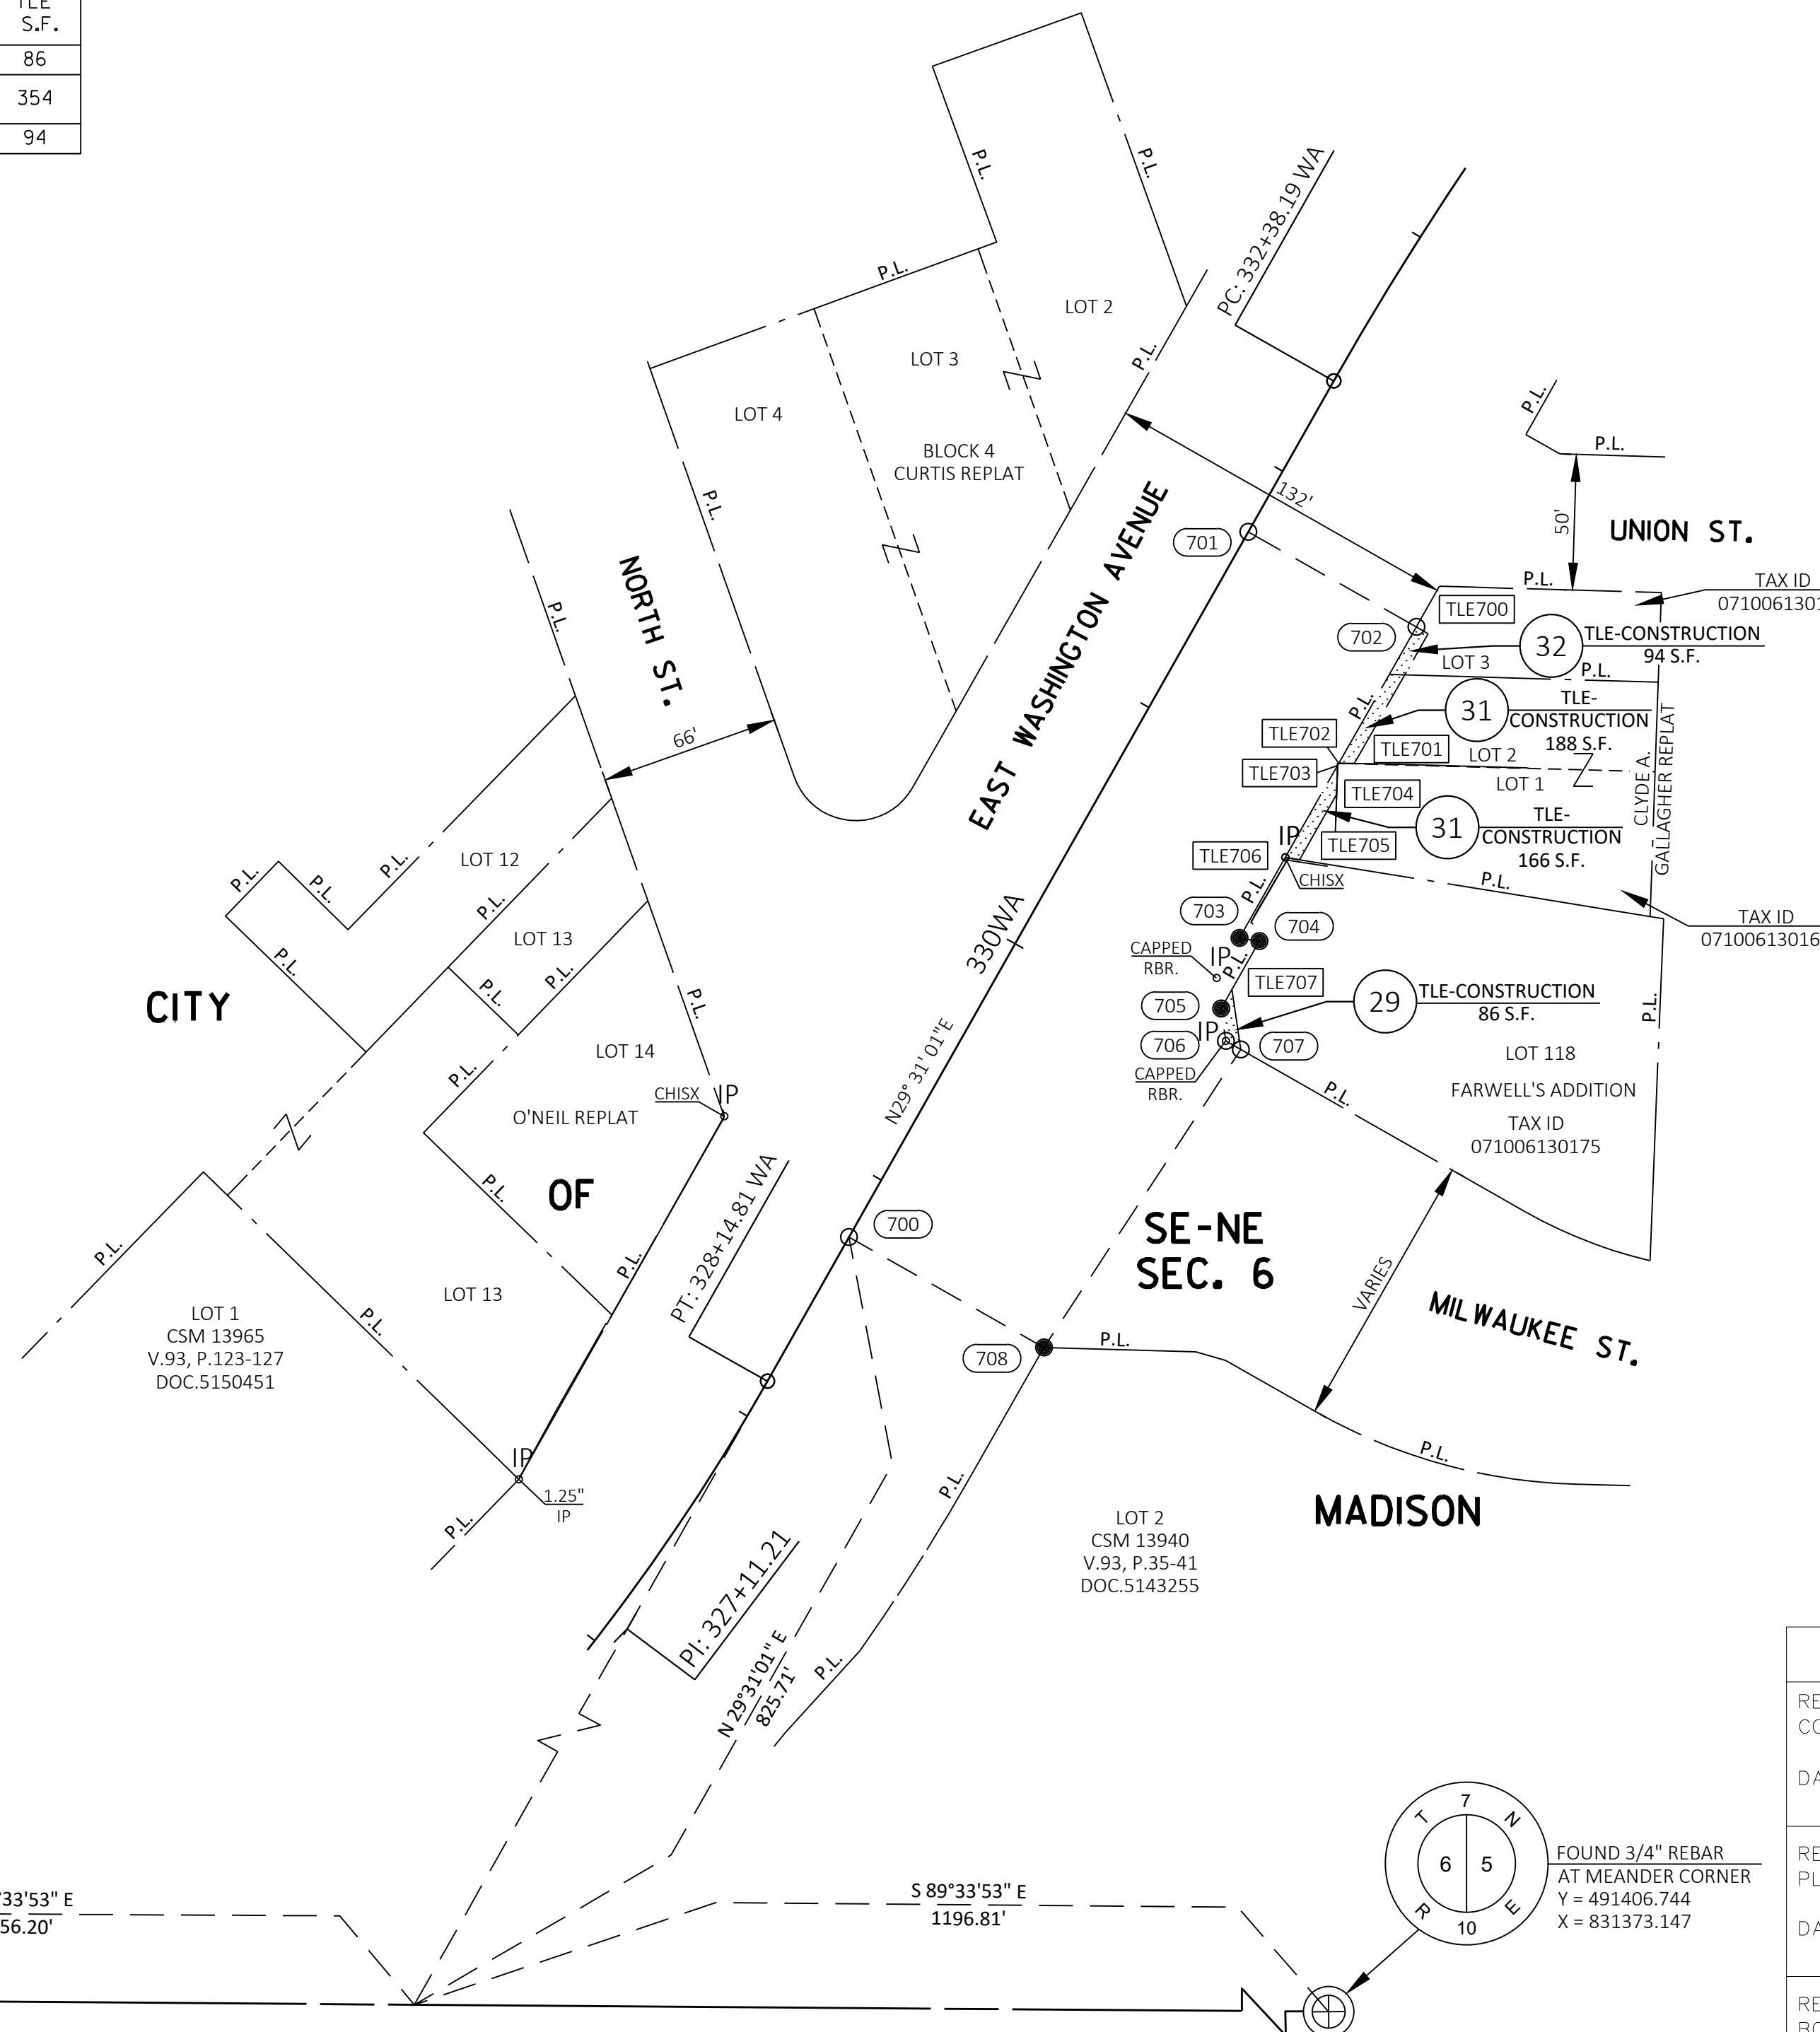 TLE
S.F.
86
354
94
P.L.
P.L.
PC: 332+38.19 WA
P.L.
LOT 2
LOT 3
LOT 4
BLOCK 4
CURTIS REPLAT
P.L.
P.L.
P.L.
P.L.
P.L.
50'
132'
701
UNION ST.
EAST WASHINGTON AVENUE
NORTH ST.
P.L.
66'
P.L.
TAX ID
TLE700
702
32
TLE-CONSTRUCTION
94 S.F.
LOT 3
P.L.
P.L.
31
TLE-
CONSTRUCTION
188 S.F.
TLE702
TLE701
LOT 2
TLE703
LOT 1
TLE704
31
TLE-
CONSTRUCTION
166 S.F.
CLYDE A.
GALLAGHER REPLAT
IP
TLE706
TLE705
CHISX
P.L.
P.L.
TAX ID
703
704
CAPPED
RBR.
IP
P.L.
TLE707
29
TLE-CONSTRUCTION
86 S.F.
P.L.
705
IP
706
707
CAPPED
RBR.
LOT 118
FARWELL'S ADDITION
TAX ID
071006130175
P.L.
LOT 12
P.L.
P.L.
P.L.
P.L.
LOT 13
P.L.
P.L.
P.L.
P.L.
CITY
330WA
N29° 31' 01"E
LOT 14
P.L.
CHISX
IP
O'NEIL REPLAT
OF
P.L.
PT: 328+14.81 WA
700
P.L.
SE-NE
SEC. 6
VARIES
MILWAUKEE ST.
P.L.
LOT 13
P.L.
LOT 1
CSM 13965
V.93, P.123-127
DOC.5150451
708
P.L.
P.L.
IP
1.25"
IP
P.L.
P.L.
MADISON
LOT 2
CSM 13940
V.93, P.35-41
DOC.5143255
PI: 327+11.21
N 29°31'01" E
825.71'
P.L.
7
T
N
6
5
R
E
10
FOUND 3/4" REBAR
AT MEANDER CORNER
Y = 491406.744
X = 831373.147
33'53" E
56.20'
S 89°33'53" E
1196.81'